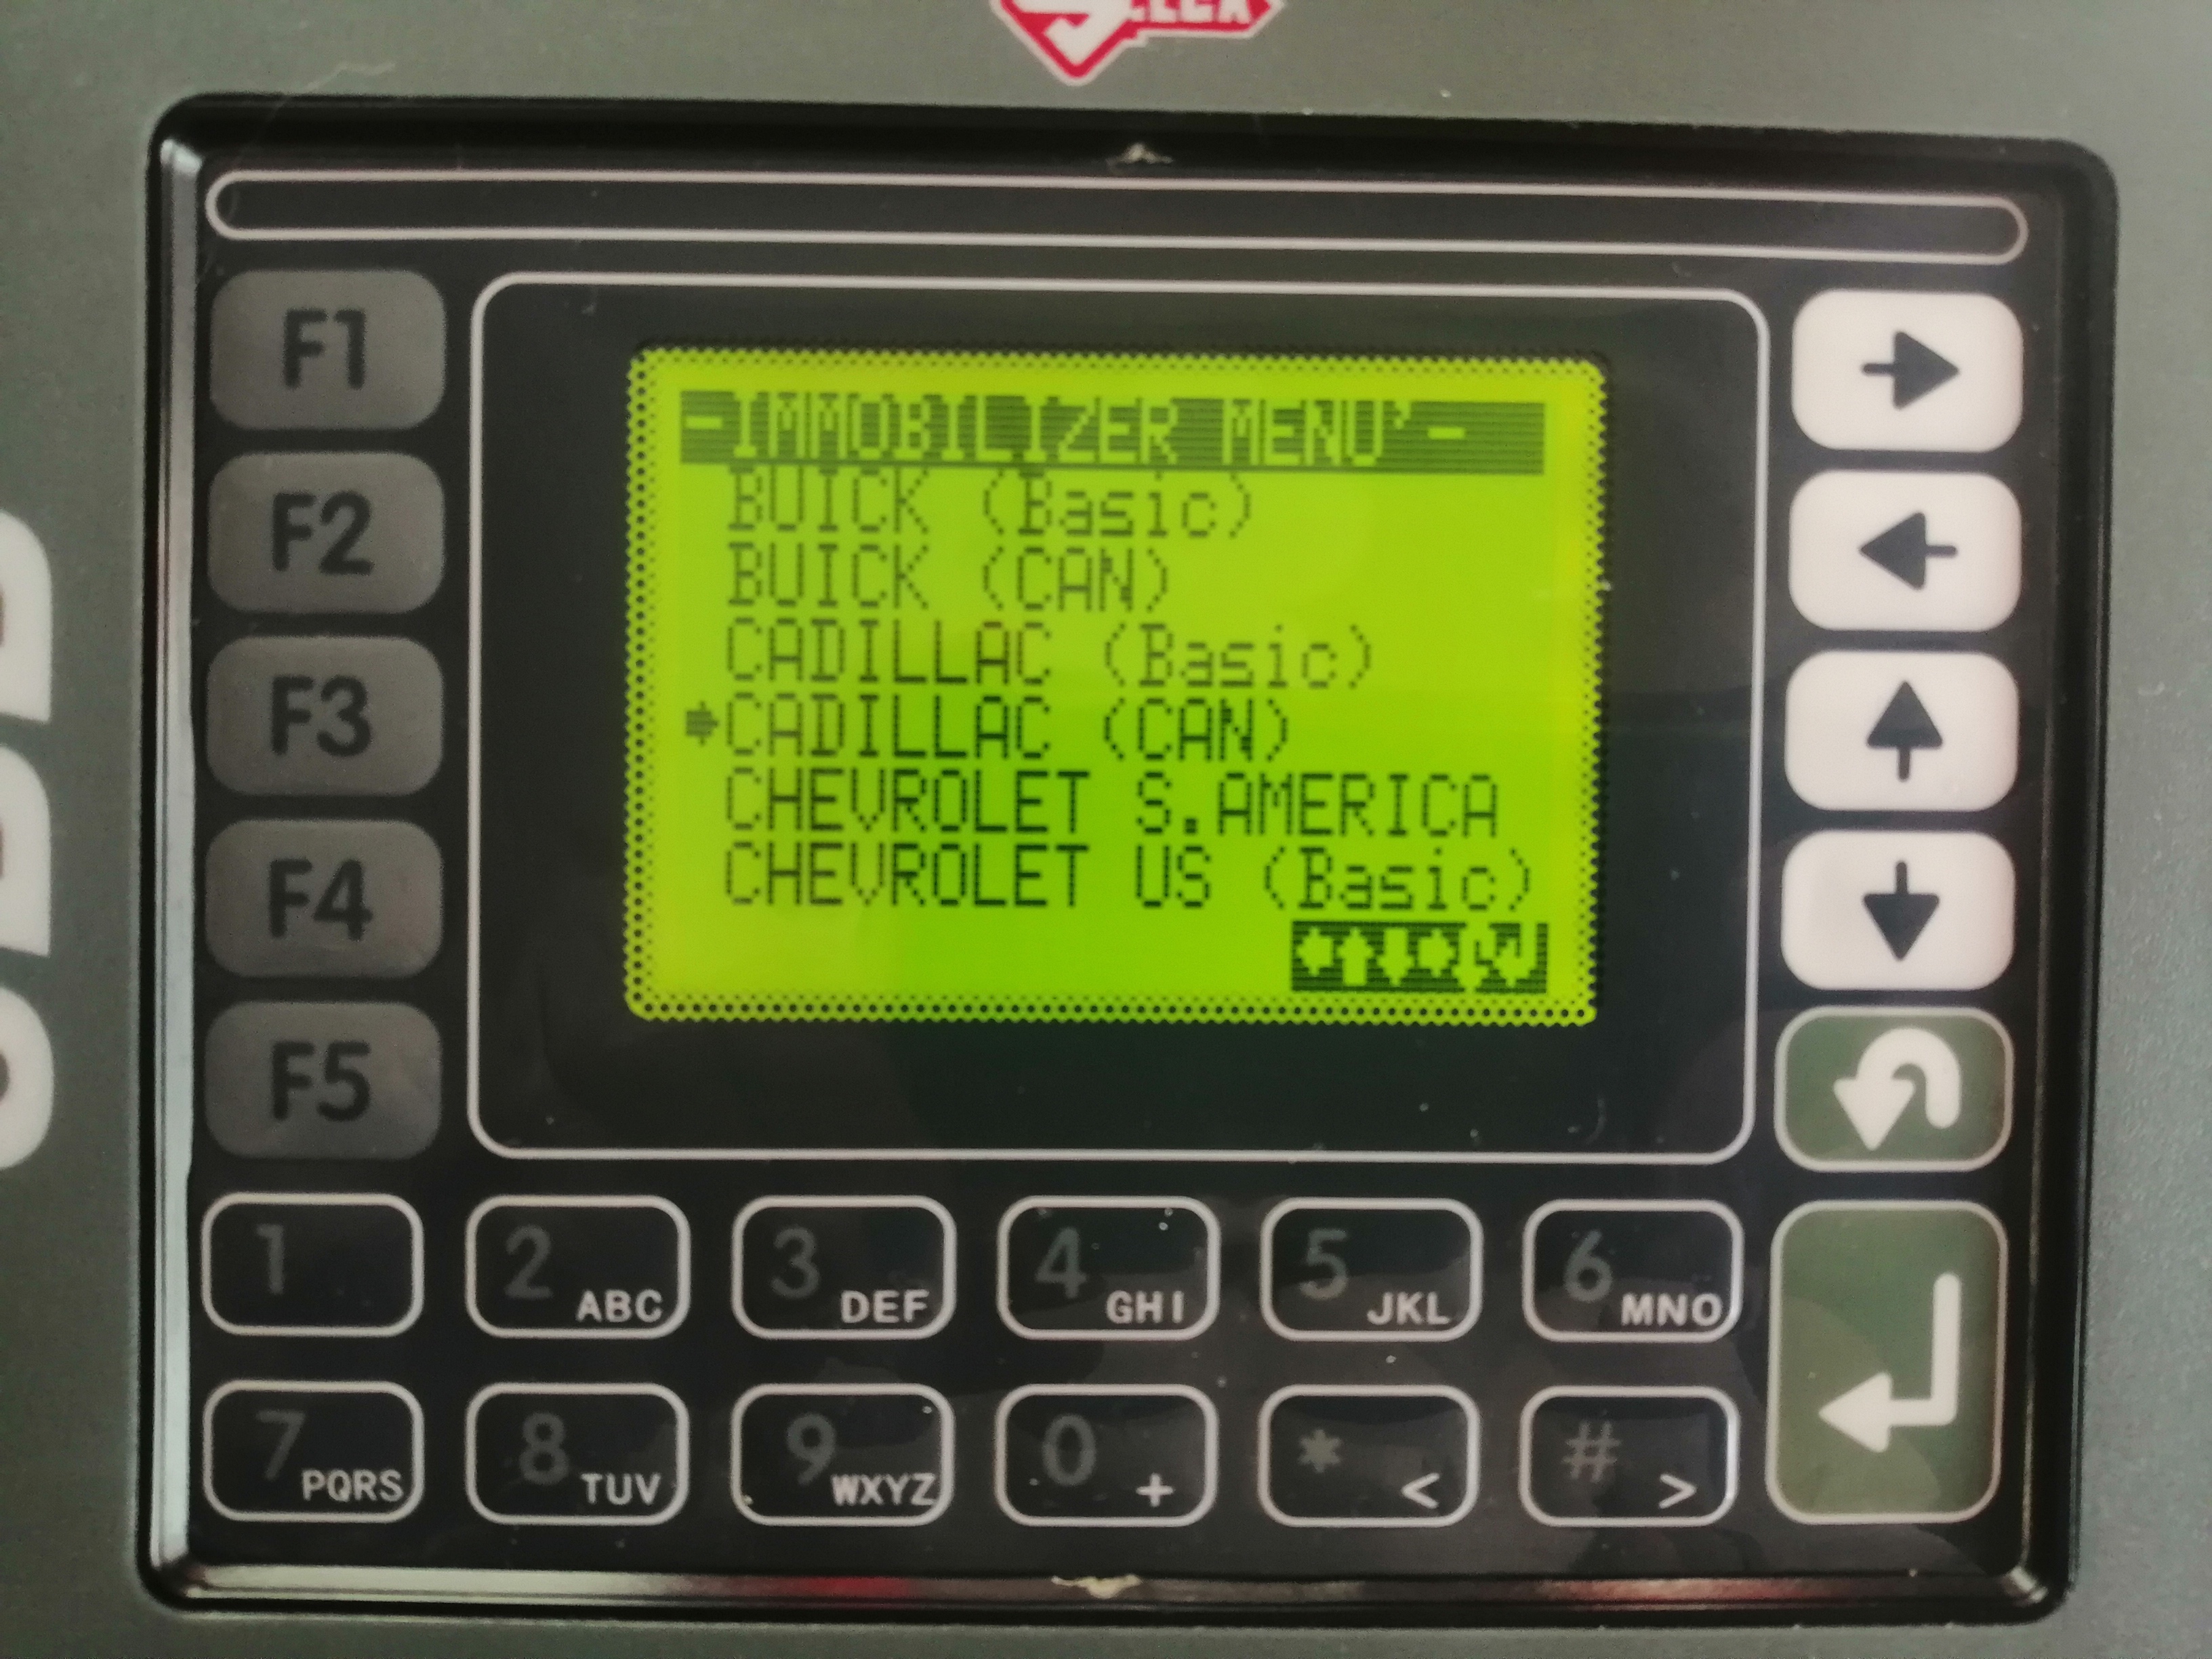 F1
F2
F3
F4
F5
-IMMOBILIZER MENU'-
BUICK (Basic)
BUICK (CAN)
CADILLAC (Basic)
CADILLAC (CAN)
CHEVROLET S.AMERICA
CHEVROLET US (Basic)
1
2 ABC
3 DEF
4 GHI
5 JKL
6 MNO
7 PQRS
8 TUV
9 WXYZ
0 +
* <
# >